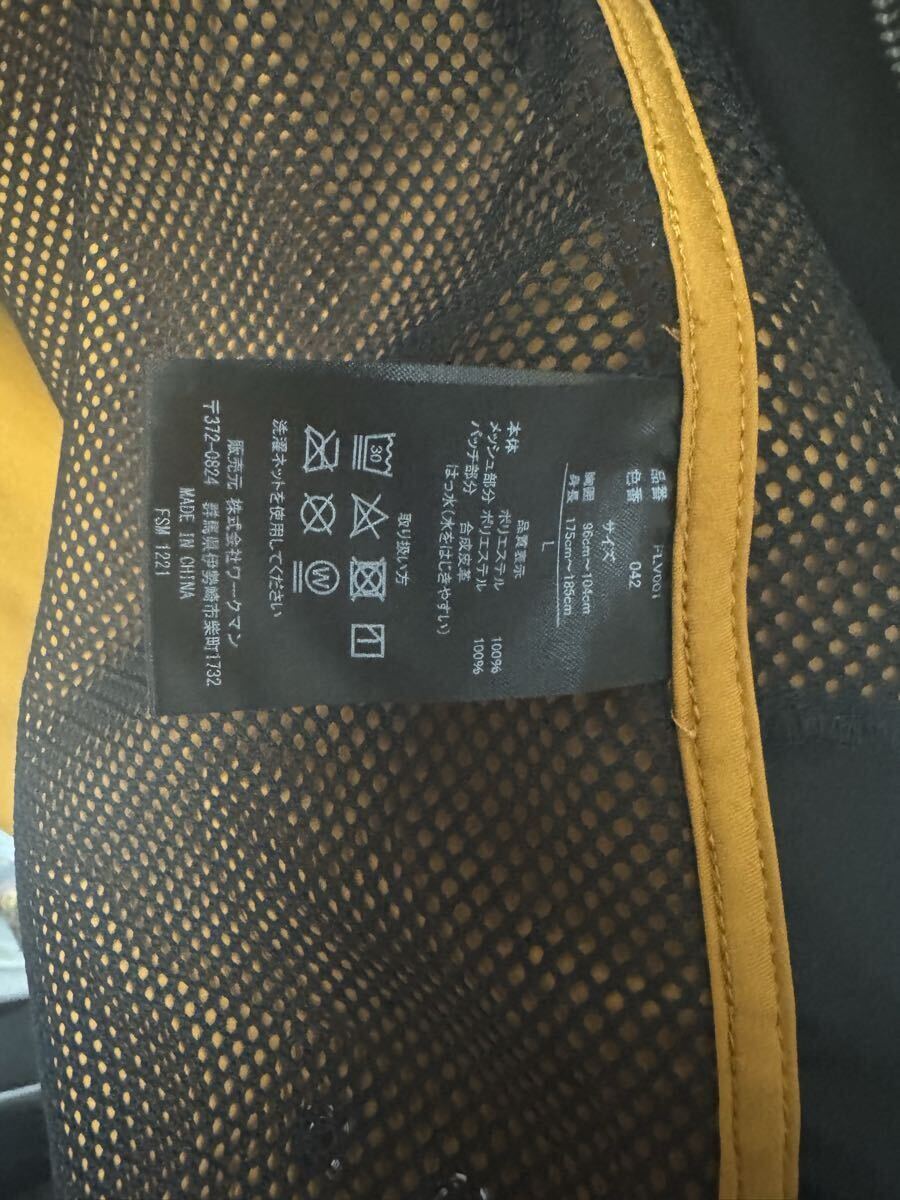 品番 FLV001
色番 042
サイズ
胸囲 96cm～104cm
身長 175cm～185cm
L
品質表示
本体
メッシュ部分 ポリエステル 100%
パッチ部分 ポリエステル 100%
合成皮革
はっ水(水をはじきやすい)
取り扱い方
30
W
洗濯ネットを使用してください
販売元 株式会社ワークマン
〒372-0824 群馬県伊勢崎市柴町1732
MADE IN CHINA
FSM 1221